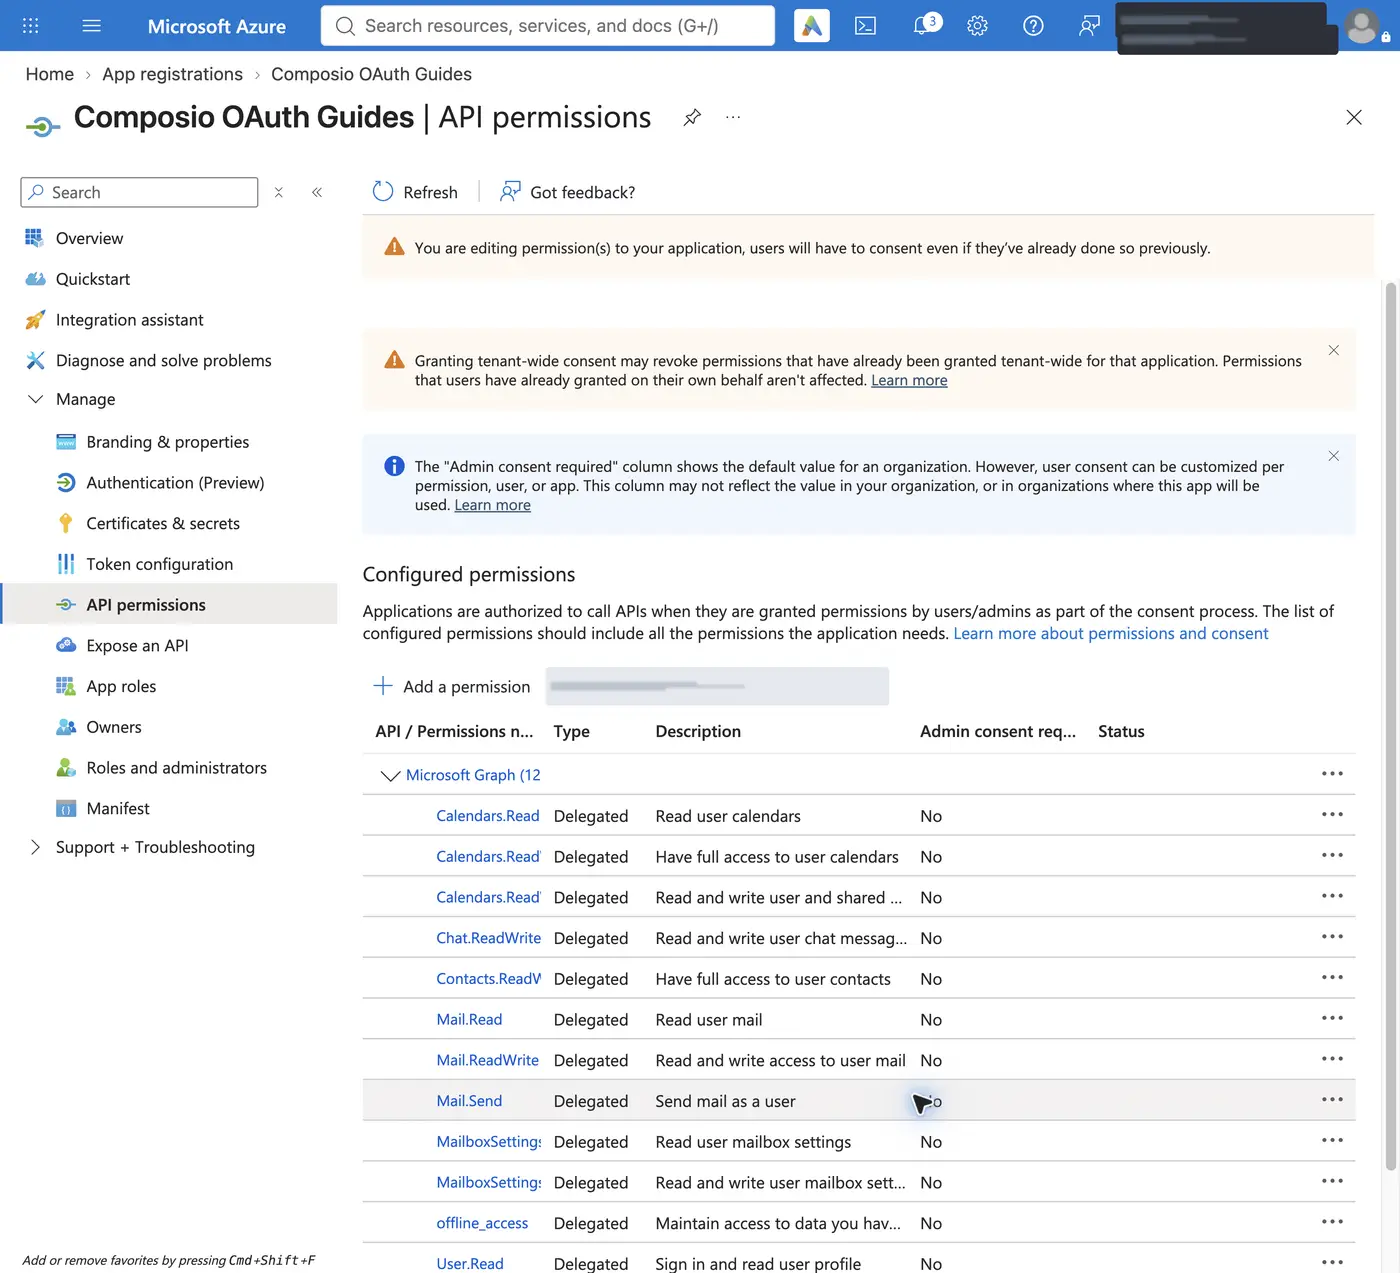 Microsoft Azure
Search resources, services, and docs (G+/)
3
Home › App registrations › Composio OAuth Guides
Composio OAuth Guides | API permissions
Search
Refresh
Got feedback?
Overview
Quickstart
Integration assistant
Diagnose and solve problems
Manage
Branding & properties
Authentication (Preview)
Certificates & secrets
Token configuration
API permissions
Expose an API
App roles
Owners
Roles and administrators
Manifest
Support + Troubleshooting
Add or remove favorites by pressing Cmd+Shift+F
You are editing permission(s) to your application, users will have to consent even if they’ve already done so previously.
Granting tenant-wide consent may revoke permissions that have already been granted tenant-wide for that application. Permissions
that users have already granted on their own behalf aren't affected. Learn more
The "Admin consent required" column shows the default value for an organization. However, user consent can be customized per
permission, user, or app. This column may not reflect the value in your organization, or in organizations where this app will be
used. Learn more
Configured permissions
Applications are authorized to call APIs when they are granted permissions by users/admins as part of the consent process. The list of
configured permissions should include all the permissions the application needs. Learn more about permissions and consent
Add a permission
API / Permissions n... Type Description Admin consent req... Status
Microsoft Graph (12
Calendars.Read Delegated Read user calendars No
Calendars.Read Delegated Have full access to user calendars No
Calendars.Read Delegated Read and write user and shared ... No
Chat.ReadWrite Delegated Read and write user chat messag... No
Contacts.ReadW Delegated Have full access to user contacts No
Mail.Read Delegated Read user mail No
Mail.ReadWrite Delegated Read and write access to user mail No
Mail.Send Delegated Send mail as a user No
MailboxSettings Delegated Read user mailbox settings No
MailboxSettings Delegated Read and write user mailbox sett... No
offline_access Delegated Maintain access to data you hav... No
User.Read Delegated Sign in and read user profile No